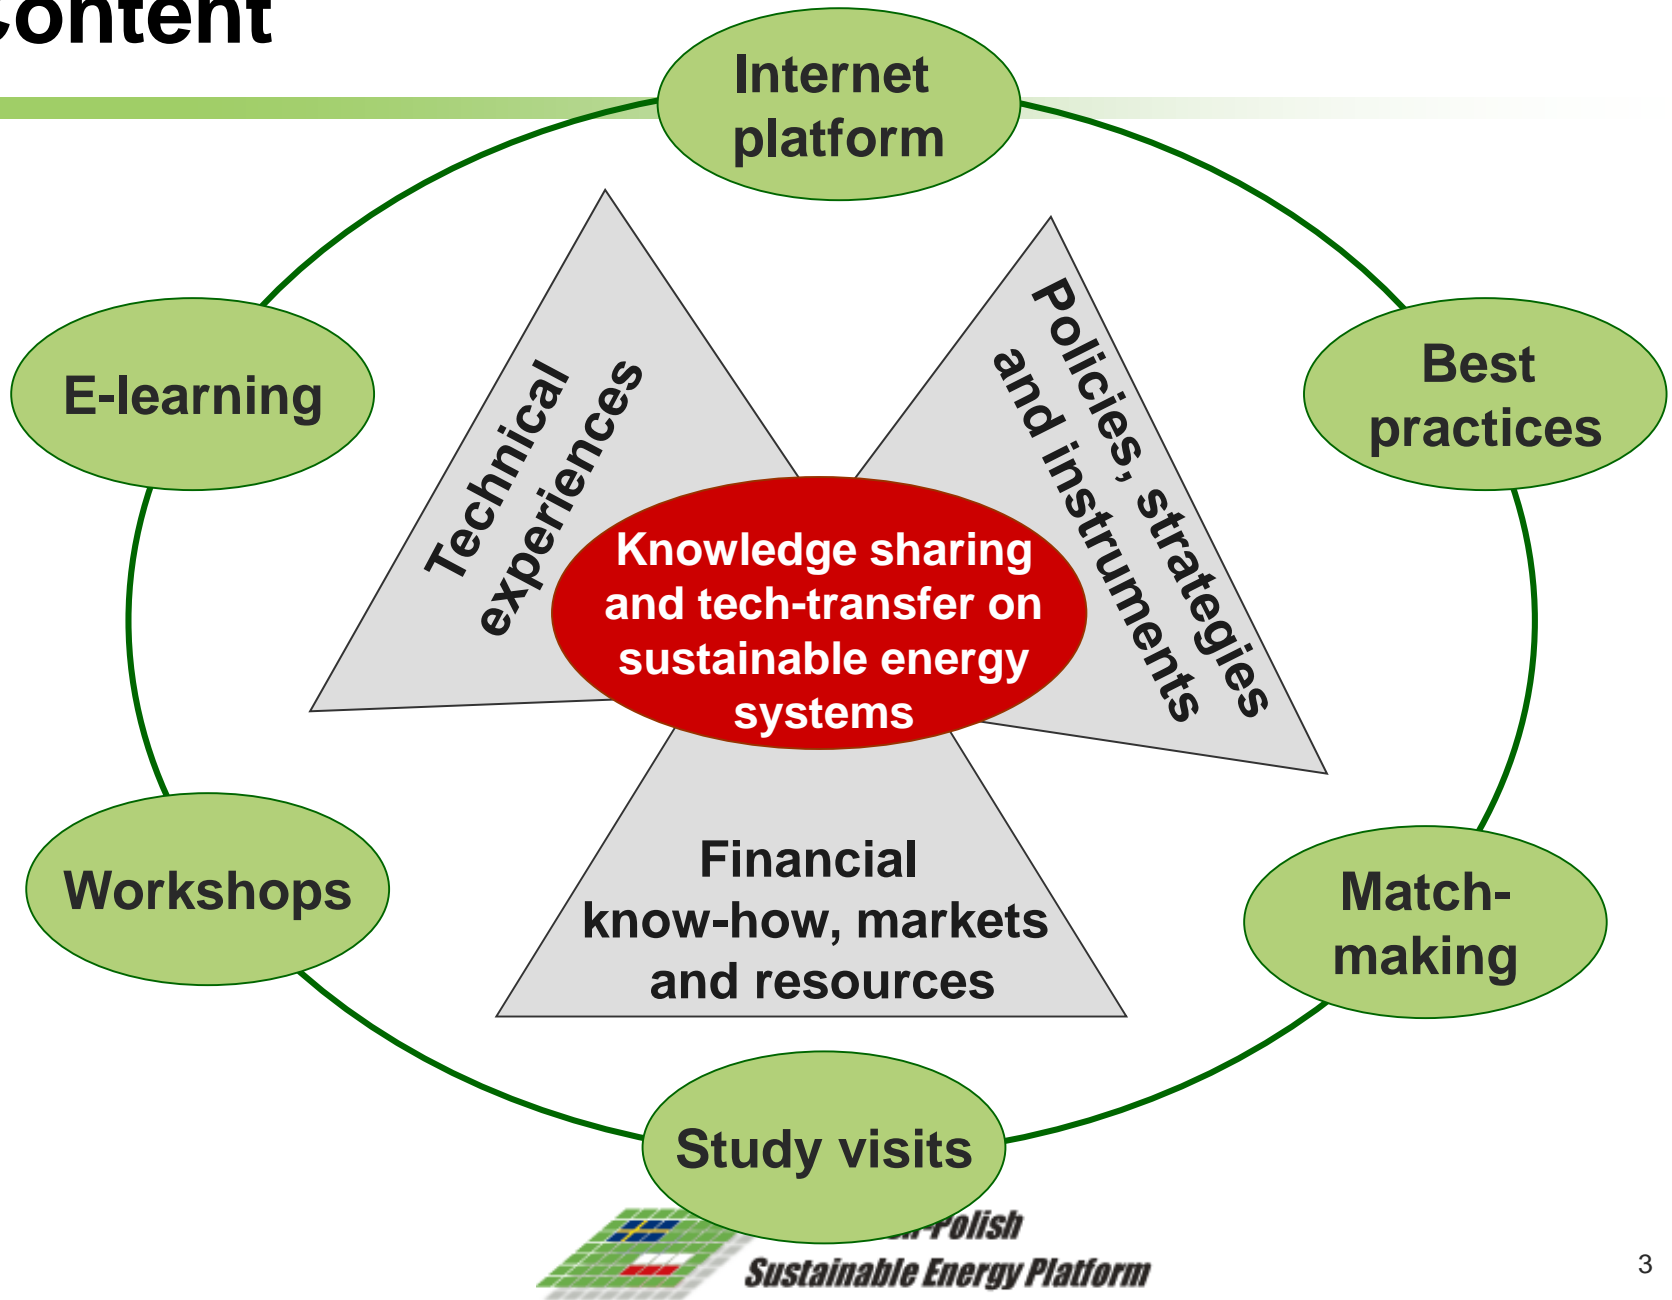 Content
Internet
platform
E-learning
Best
practices
Technical
experiences
Policies, strategies
and instruments
Knowledge sharing
and tech-transfer on
sustainable energy
systems
Financial
know-how, markets
and resources
Workshops
Match-
making
Study visits
Polish
Sustainable Energy Platform
3